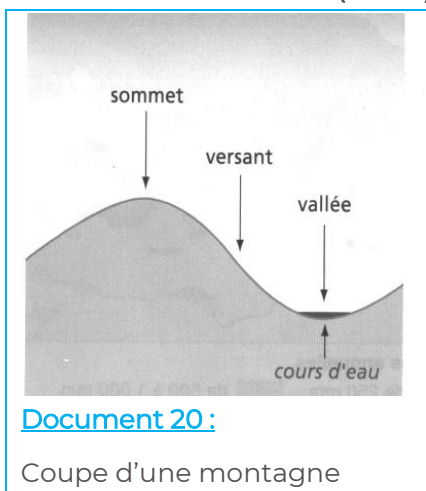 sommet
versant
vallée
cours d'eau
Document 20 :
Coupe d'une montagne